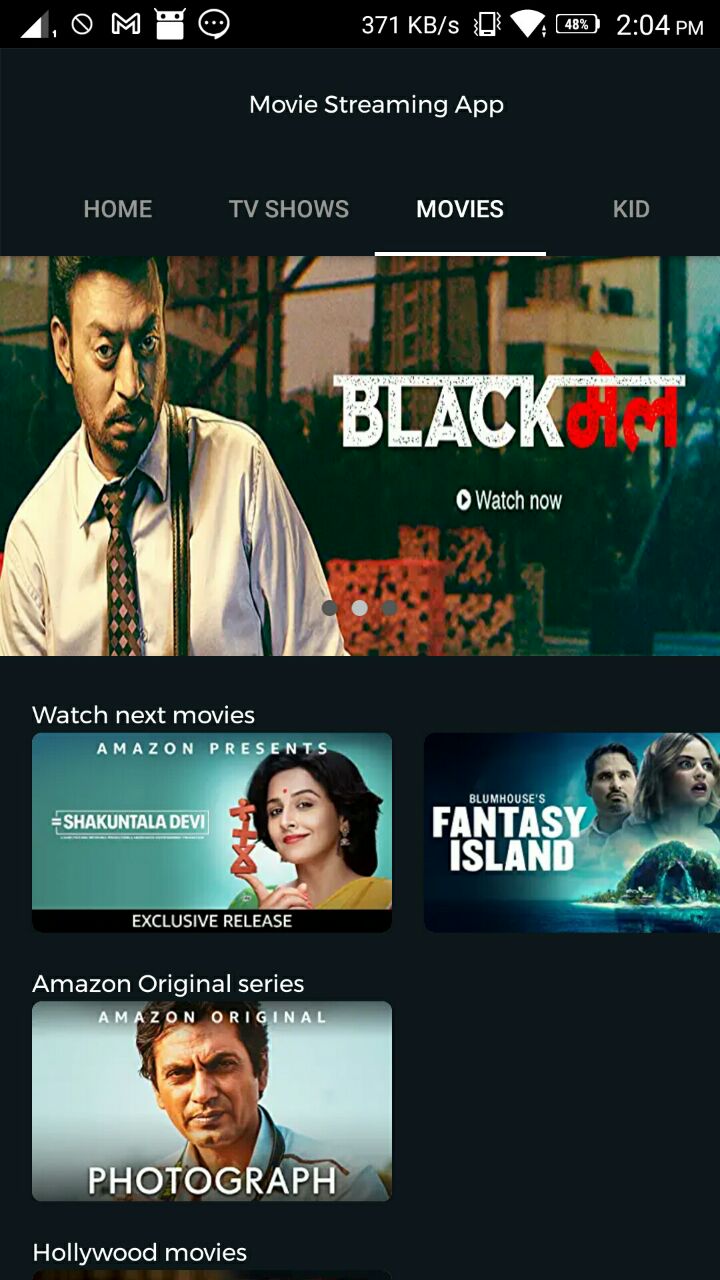 1 371 KB/s 48% 2:04 PM
Movie Streaming App
HOME TV SHOWS MOVIES KID
BLACKमेल
Watch now
Watch next movies
AMAZON PRESENTS
=SHAKUNTALA DEVI
EXCLUSIVE RELEASE
BLUMHOUSE'S
FANTASY
ISLAND
Amazon Original series
AMAZON ORIGINAL
PHOTOGRAPH
Hollywood movies